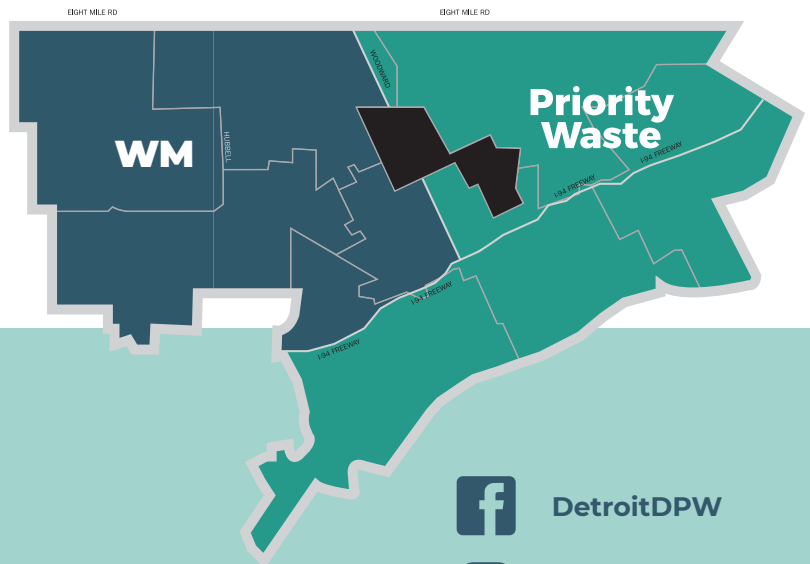 EIGHT MILE RD
EIGHT MILE RD
WOODWARD
Priority
Waste
HUBBELL
WM
I-94 FREEWAY
I-94 FREEWAY
I-94 FREEWAY
I-94 FREEWAY
DetroitDPW